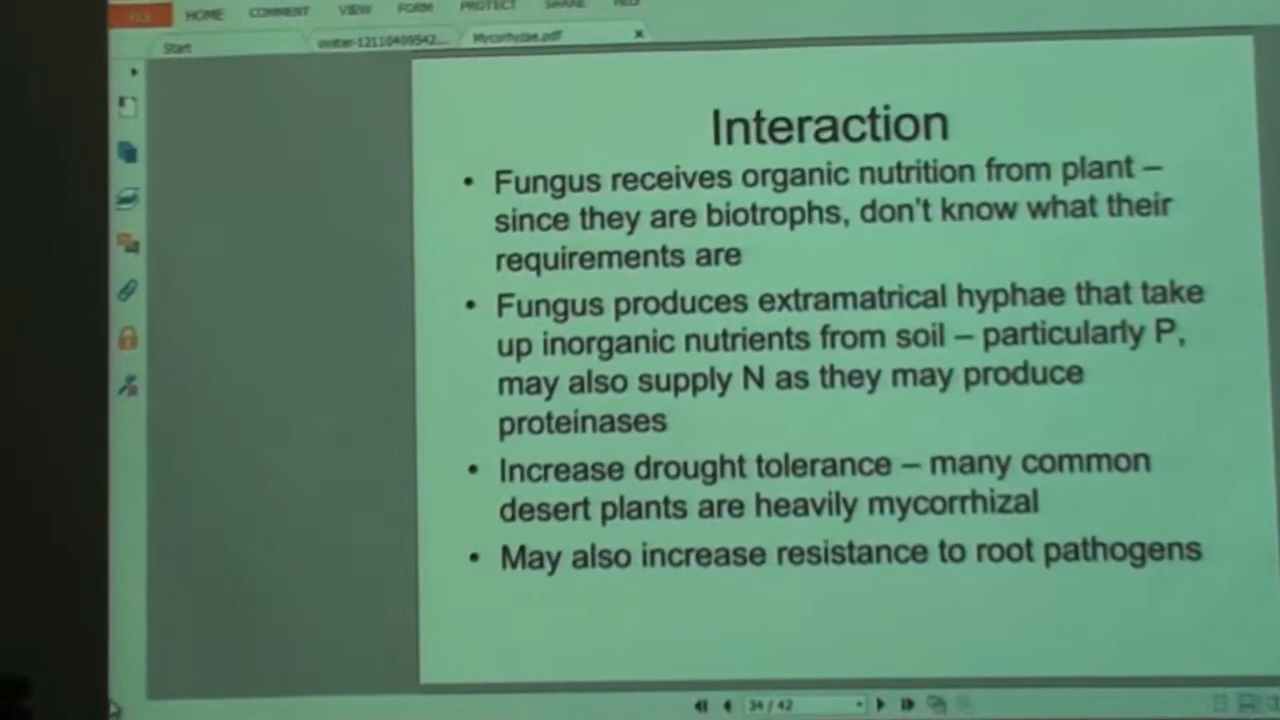 FILE HOME COMMENT VIEW FORM PROTECT SHARE HELP
Start Mycorrhizae.pdf
Interaction
• Fungus receives organic nutrition from plant –
since they are biotrophs, don't know what their
requirements are
• Fungus produces extramatrical hyphae that take
up inorganic nutrients from soil – particularly P,
may also supply N as they may produce
proteinases
• Increase drought tolerance – many common
desert plants are heavily mycorrhizal
• May also increase resistance to root pathogens
34 / 42